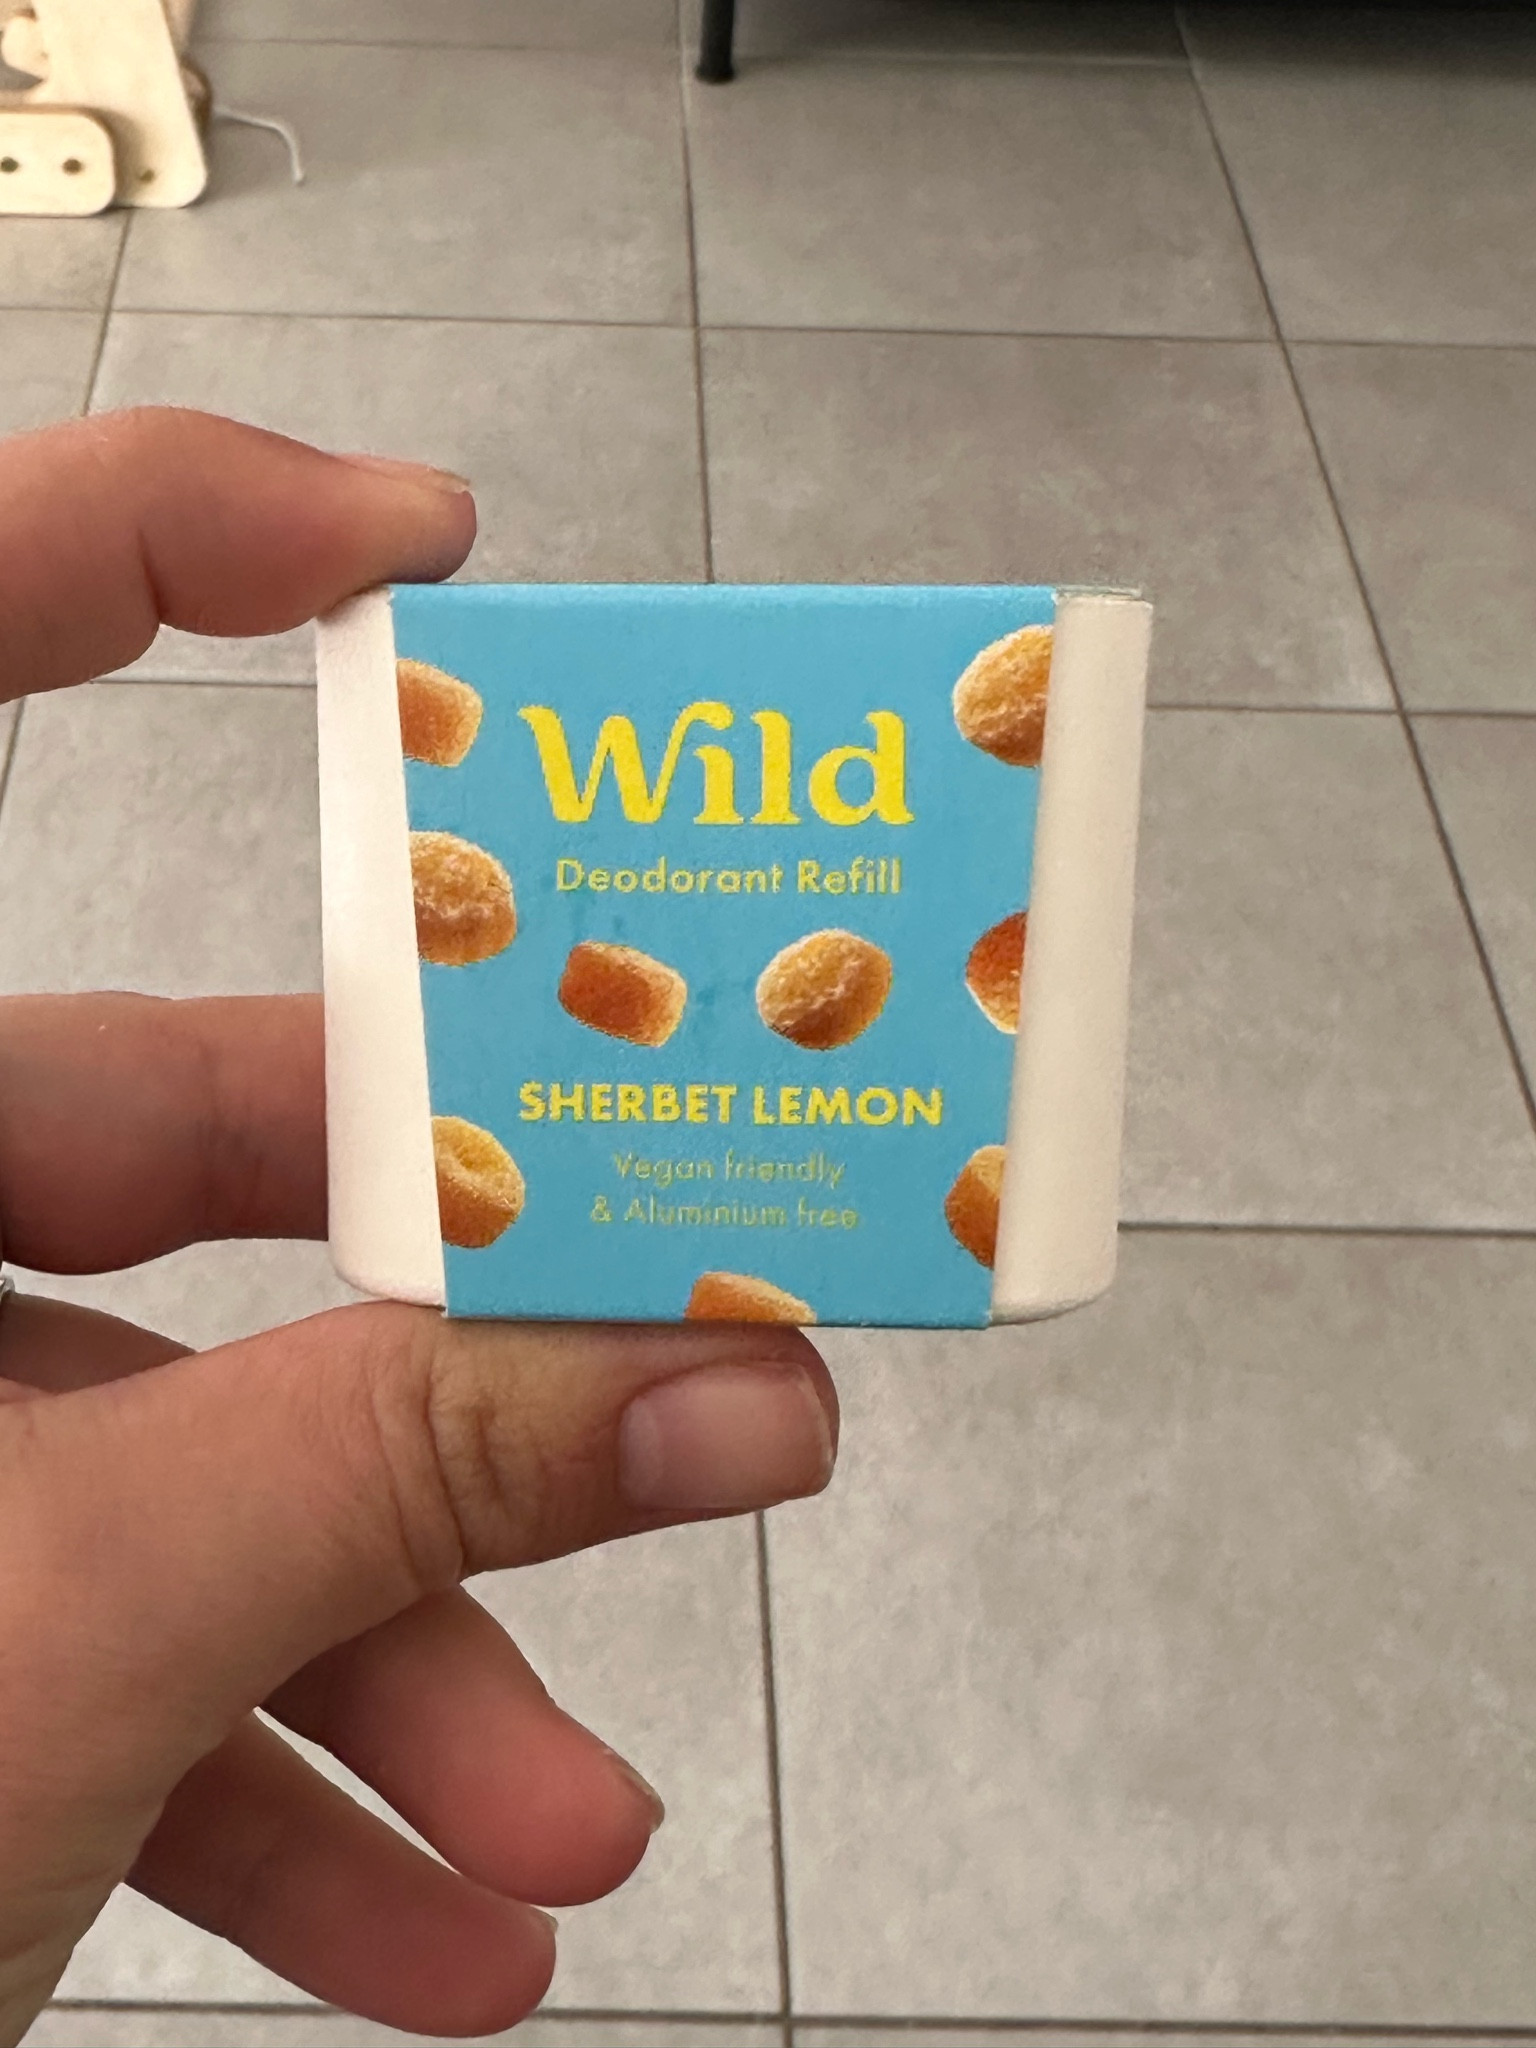 Wild
Deodorant Refill
SHERBET LEMON
Vegan friendly
& Aluminium free